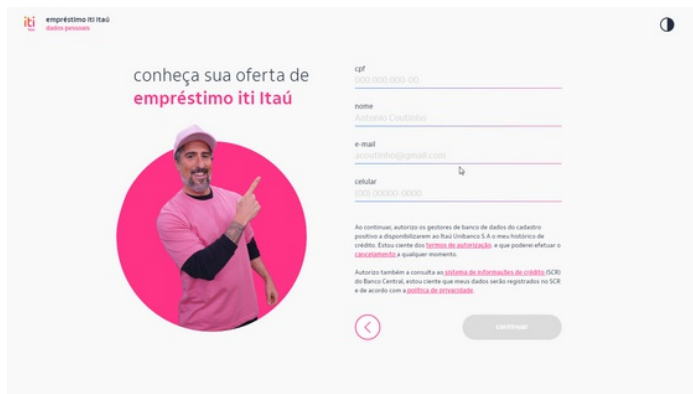 iti
Itaú
empréstimo iti Itaú
dados pessoais
conheça sua oferta de
empréstimo iti Itaú
cpf
000.000.000-00
nome
Antonio Coutinho
e-mail
acoutinho@gmail.com
celular
(00) 00000-0000
Ao continuar, autorizo os gestores de banco de dados do cadastro
positivo a disponibilizarem ao Itaú Unibanco S.A o meu histórico de
crédito. Estou ciente dos termos de autorização, e que poderei efetuar o
cancelamento a qualquer momento.
Autorizo também a consulta ao sistema de informações de crédito (SCR)
do Banco Central, estou ciente que meus dados serão registrados no SCR
e de acordo com a política de privacidade.
continuar